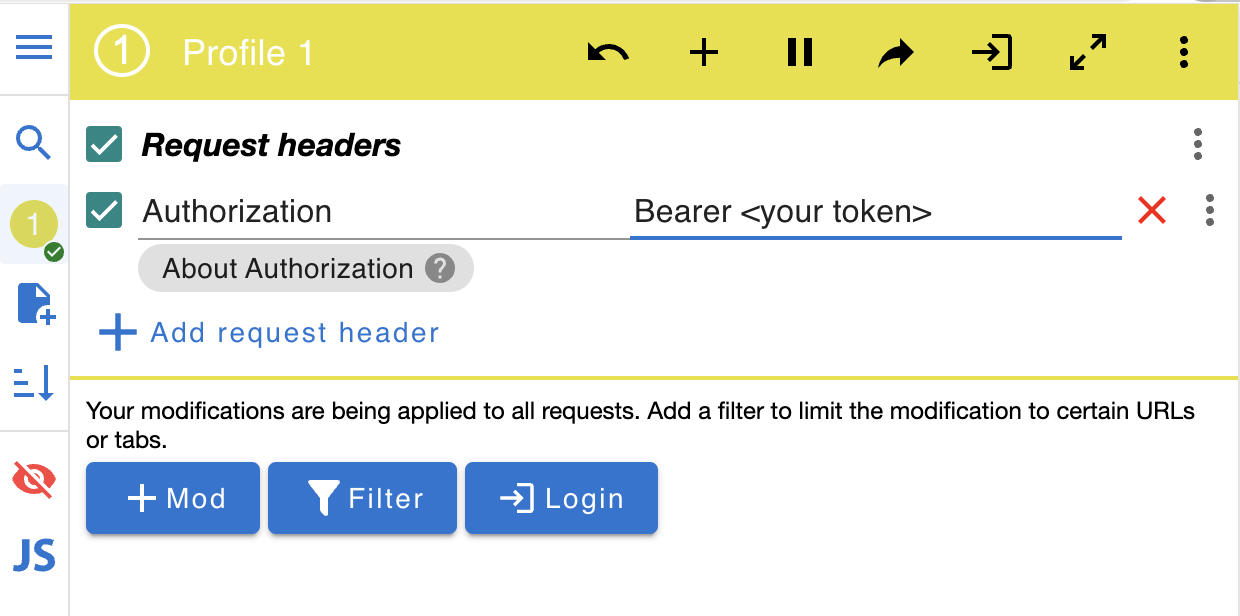 1 Profile 1
Request headers
Authorization Bearer <your token>
1
About Authorization ?
Add request header
Your modifications are being applied to all requests. Add a filter to limit the modification to certain URLs
or tabs.
Mod Filter Login
JS